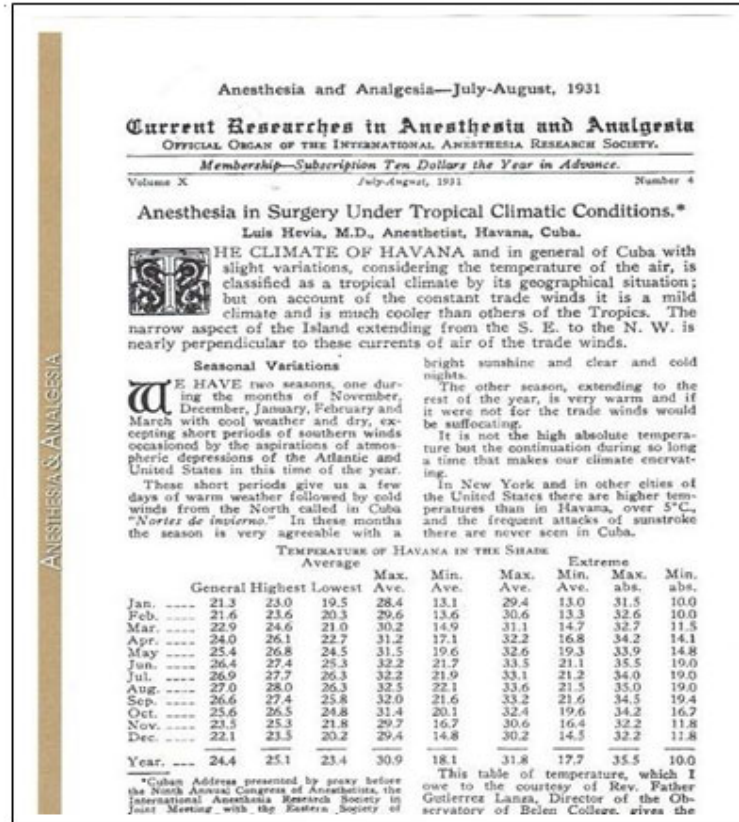 Anesthesia and Analgesia—July-August, 1931
Current Researches in Anesthesia and Analgesia
OFFICIAL ORGAN OF THE INTERNATIONAL ANESTHESIA RESEARCH SOCIETY.
Membership—Subscription Ten Dollars the Year in Advance.
Volume X July-August, 1931 Number 4
Anesthesia in Surgery Under Tropical Climatic Conditions.*
Luis Hevia, M.D., Anesthetist, Havana, Cuba.
THE CLIMATE OF HAVANA and in general of Cuba with
slight variations, considering the temperature of the air, is
classified as a tropical climate by its geographical situation;
but on account of the constant trade winds it is a mild
climate and is much cooler than others of the Tropics. The
narrow aspect of the Island extending from the S. E. to the N. W. is
nearly perpendicular to these currents of air of the trade winds.
Seasonal Variations
WE HAVE two seasons, one dur-
ing the months of November,
December, January, February and
March with cool weather and dry, ex-
cepting short periods of southern winds
occasioned by the aspirations of atmos-
pheric depressions of the Atlantic and
United States in this time of the year.
These short periods give us a few
days of warm weather followed by cold
winds from the North called in Cuba
"Nortes de invierno." In these months
the season is very agreeable with a
bright sunshine and clear and cold
nights.
The other season, extending to the
rest of the year, is very warm and if
it were not for the trade winds would
be suffocating.
It is not the high absolute tempera-
ture but the continuation during so long
a time that makes our climate enervat-
ing.
In New York and in other cities of
the United States there are higher tem-
peratures than in Havana, over 5°C.,
and the frequent attacks of sunstroke
there are never seen in Cuba.
TEMPERATURE OF HAVANA IN THE SHADE
Average Extreme
Max. Min. Max. Min. Max. Min.
General Highest Lowest Ave. Ave. Ave. Ave. abs. abs.
Jan. ---- 21.3 23.0 19.5 28.4 13.1 29.4 13.0 31.5 10.0
Feb. ---- 21.6 23.6 20.3 29.6 13.6 30.6 13.3 32.6 10.0
Mar. ---- 22.9 24.6 21.0 30.2 14.9 31.1 14.7 32.7 11.5
Apr. ---- 24.0 26.1 22.7 31.2 17.1 32.2 16.8 34.2 14.1
May ---- 25.4 26.8 24.5 31.5 19.6 32.6 19.3 33.9 14.8
Jun. ---- 26.4 27.4 25.3 32.2 21.7 33.5 21.1 35.5 19.0
Jul. ---- 26.9 27.7 26.3 32.2 21.9 33.1 21.2 34.0 19.0
Aug. ---- 27.0 28.0 26.3 32.5 22.1 33.6 21.5 35.0 19.0
Sep. ---- 26.6 27.4 25.8 32.0 21.6 33.2 21.6 34.5 19.4
Oct. ---- 25.6 26.5 24.8 31.4 20.1 32.4 19.6 34.2 16.7
Nov. ---- 23.5 25.3 21.8 29.7 16.7 30.6 16.4 32.2 11.8
Dec. ---- 22.1 23.5 20.2 29.4 14.8 30.2 14.5 32.2 11.8
Year. --- 24.4 25.1 23.4 30.9 18.1 31.8 17.7 35.5 10.0
*Cuban Address presented by proxy before
the Ninth Annual Congress of Anesthetists, the
International Anesthesia Research Society in
Joint Meeting with the Eastern Society of
This table of temperature, which I
owe to the courtesy of Rev. Father
Gutierrez Lanza, Director of the Ob-
servatory of Belen College, gives the
ANESTHESIA & ANALGESIA